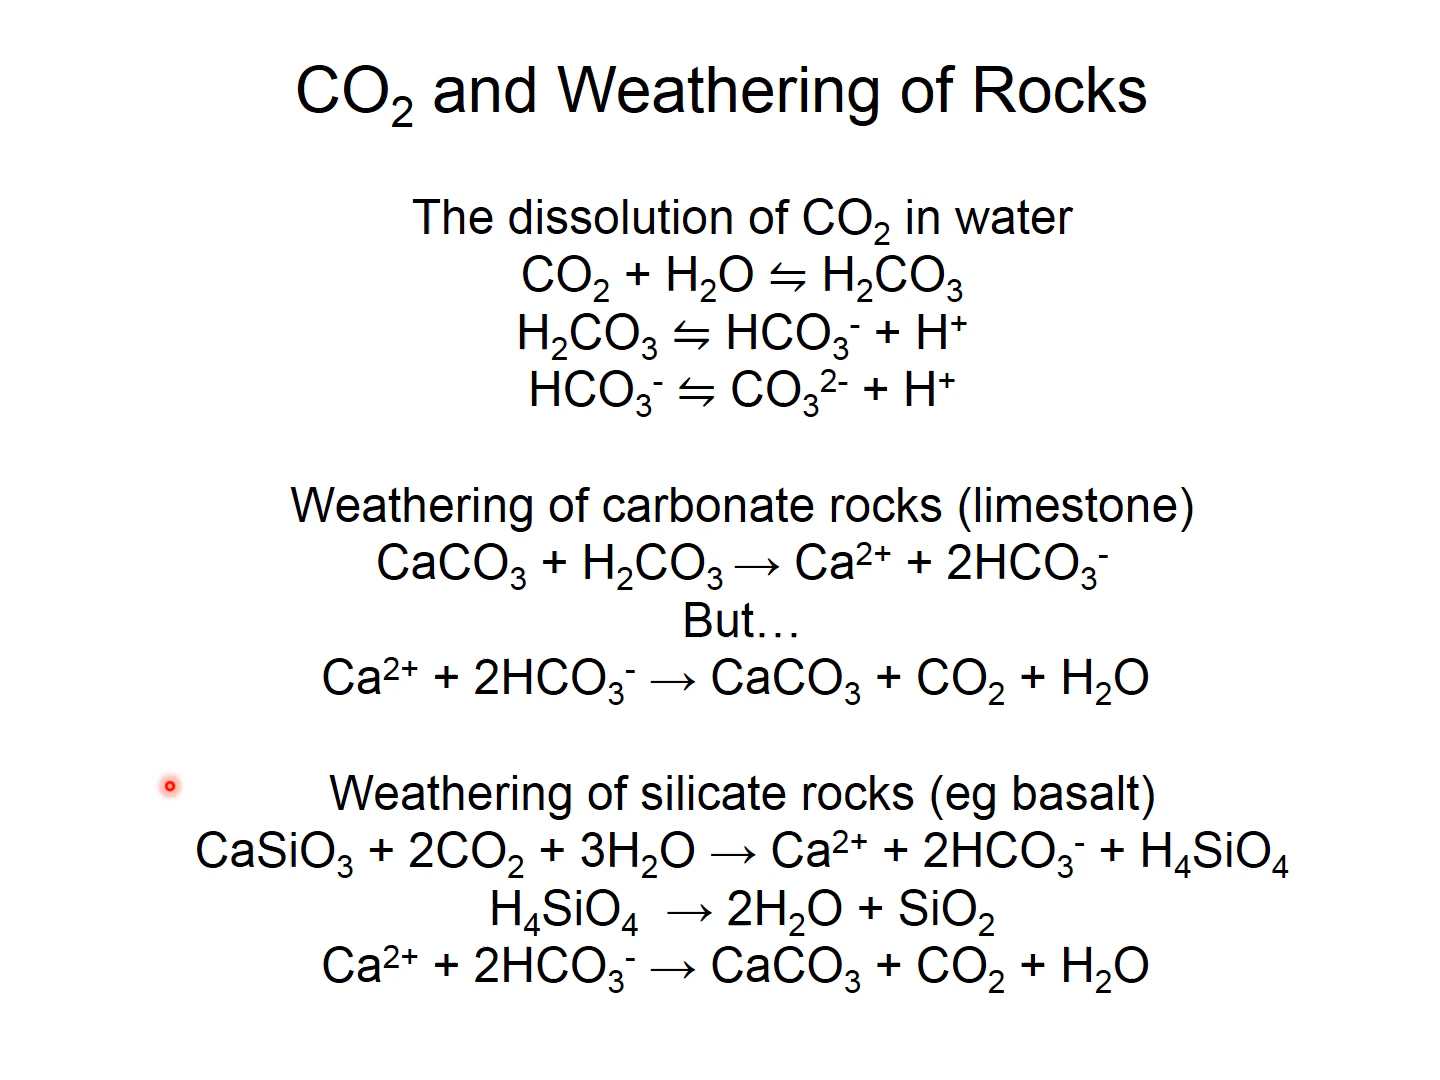 CO₂ and Weathering of Rocks
The dissolution of CO₂ in water
CO₂ + H₂O ⇋ H₂CO₃
H₂CO₃ ⇋ HCO₃⁻ + H⁺
HCO₃⁻ ⇋ CO₃²⁻ + H⁺
Weathering of carbonate rocks (limestone)
CaCO₃ + H₂CO₃ → Ca²⁺ + 2HCO₃⁻
But…
Ca²⁺ + 2HCO₃⁻ → CaCO₃ + CO₂ + H₂O
Weathering of silicate rocks (eg basalt)
CaSiO₃ + 2CO₂ + 3H₂O → Ca²⁺ + 2HCO₃⁻ + H₄SiO₄
H₄SiO₄ → 2H₂O + SiO₂
Ca²⁺ + 2HCO₃⁻ → CaCO₃ + CO₂ + H₂O